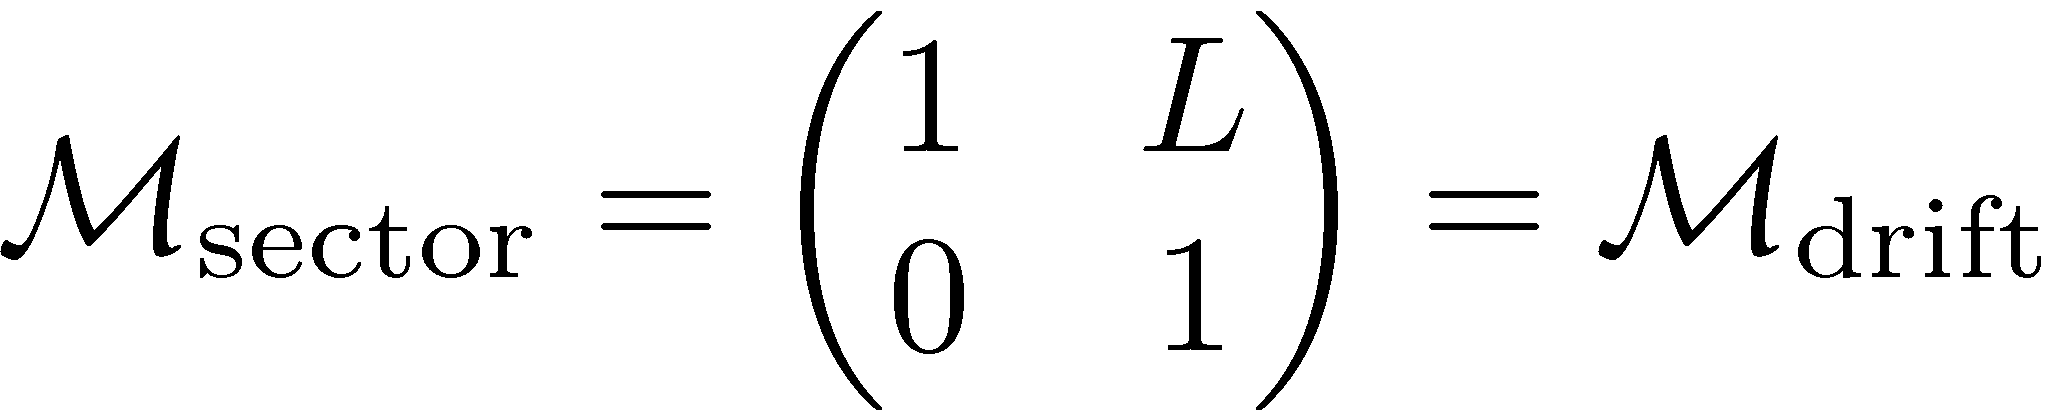 ℳ_sector = ( 1 L ; 0 1 ) = ℳ_drift